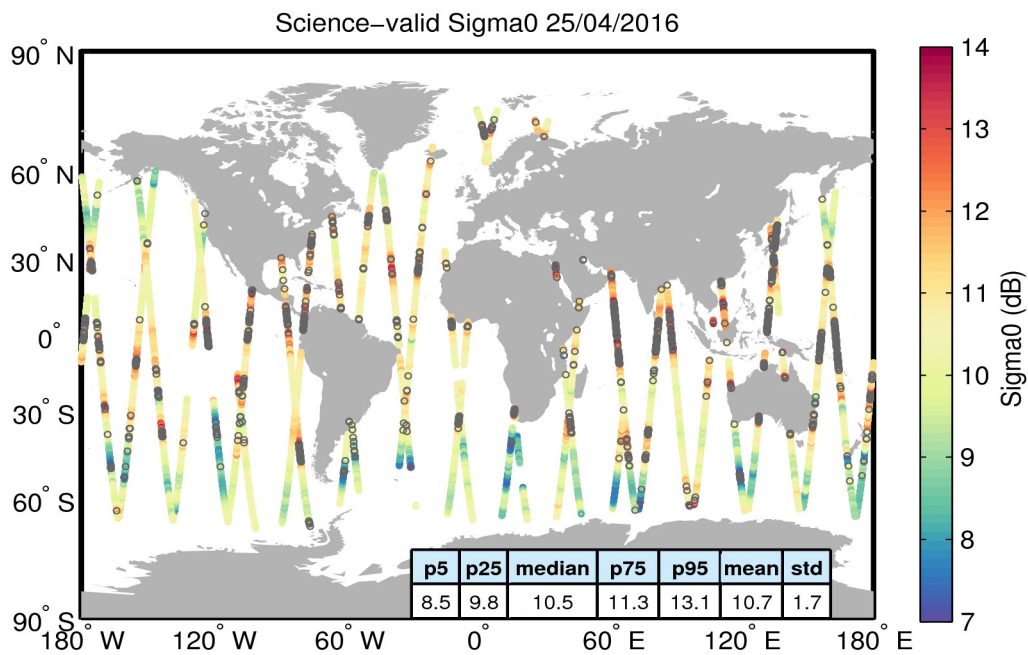 Science−valid Sigma0 25/04/2016
90° N
60° N
30° N
0°
30° S
60° S
90° S
180° W
120° W
60° W
0°
60° E
120° E
180° E
p5 p25 median p75 p95 mean std
8.5 9.8 10.5 11.3 13.1 10.7 1.7
14
13
12
11
10
9
8
7
Sigma0 (dB)